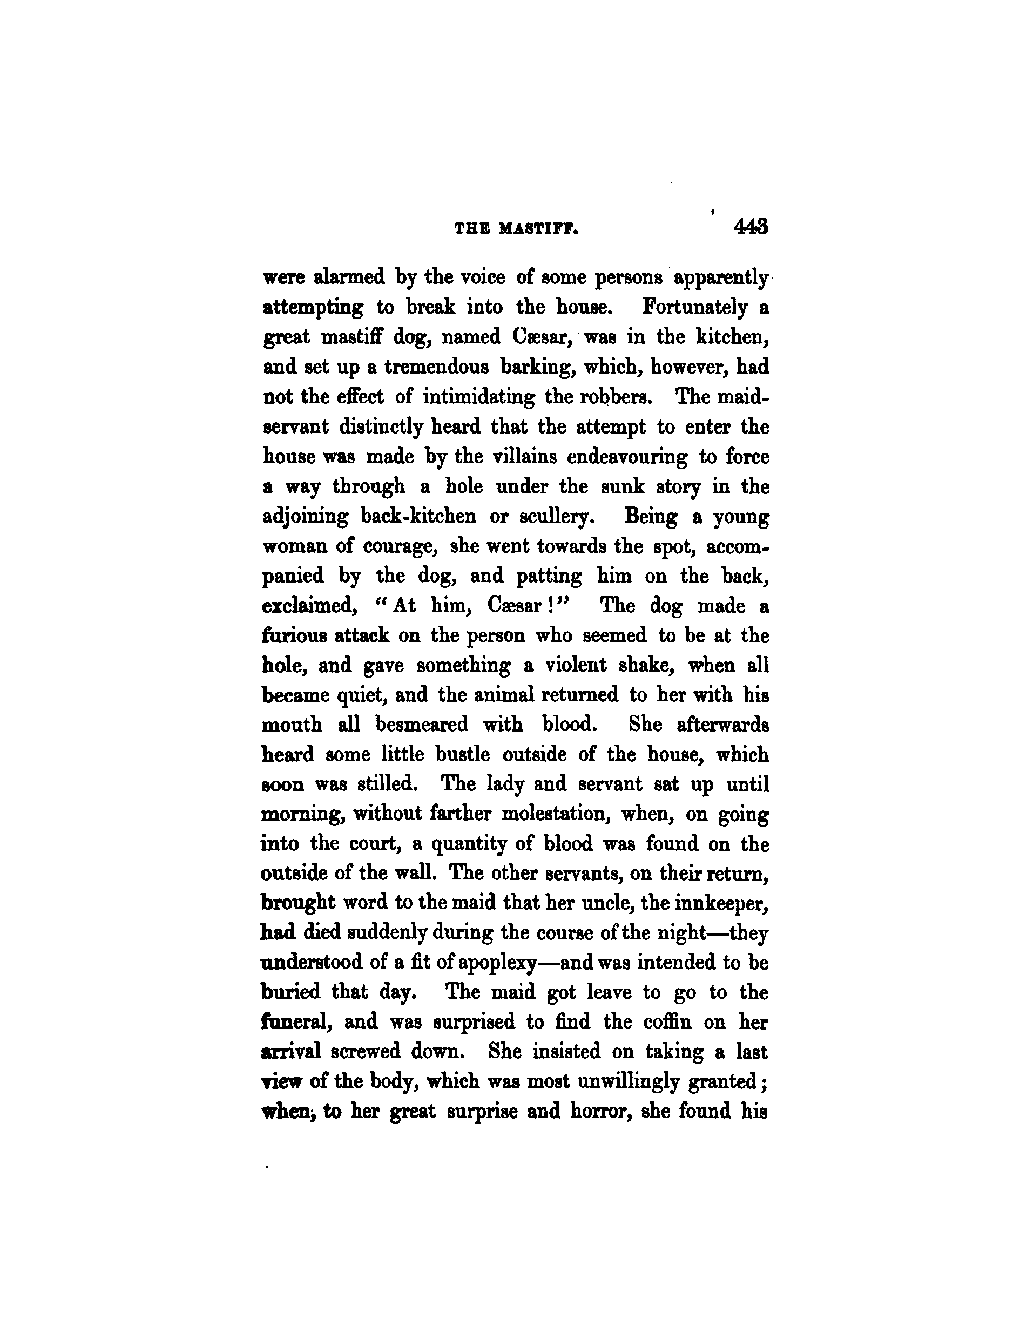 THE MASTIFF. 443
were alarmed by the voice of some persons apparently
attempting to break into the house. Fortunately a
great mastiff dog, named Cæsar, was in the kitchen,
and set up a tremendous barking, which, however, had
not the effect of intimidating the robbers. The maid-
servant distinctly heard that the attempt to enter the
house was made by the villains endeavouring to force
a way through a hole under the sunk story in the
adjoining back-kitchen or scullery. Being a young
woman of courage, she went towards the spot, accom-
panied by the dog, and patting him on the back,
exclaimed, “At him, Cæsar!” The dog made a
furious attack on the person who seemed to be at the
hole, and gave something a violent shake, when all
became quiet, and the animal returned to her with his
mouth all besmeared with blood. She afterwards
heard some little bustle outside of the house, which
soon was stilled. The lady and servant sat up until
morning, without farther molestation, when, on going
into the court, a quantity of blood was found on the
outside of the wall. The other servants, on their return,
brought word to the maid that her uncle, the innkeeper,
had died suddenly during the course of the night—they
understood of a fit of apoplexy—and was intended to be
buried that day. The maid got leave to go to the
funeral, and was surprised to find the coffin on her
arrival screwed down. She insisted on taking a last
view of the body, which was most unwillingly granted;
when, to her great surprise and horror, she found his